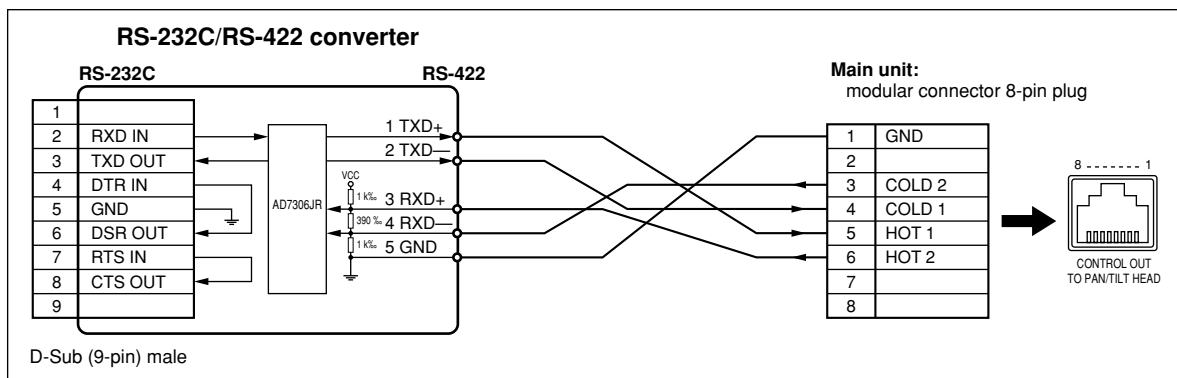 RS-232C/RS-422 converter
RS-232C
RS-422
1
2 RXD IN
3 TXD OUT
4 DTR IN
5 GND
6 DSR OUT
7 RTS IN
8 CTS OUT
9
AD7306JR
VCC
1 k‰
390 ‰
1 k‰
1 TXD+
2 TXD—
3 RXD+
4 RXD—
5 GND
D-Sub (9-pin) male
Main unit:
modular connector 8-pin plug
1 GND
2
3 COLD 2
4 COLD 1
5 HOT 1
6 HOT 2
7
8
8 ------ 1
CONTROL OUT
TO PAN/TILT HEAD